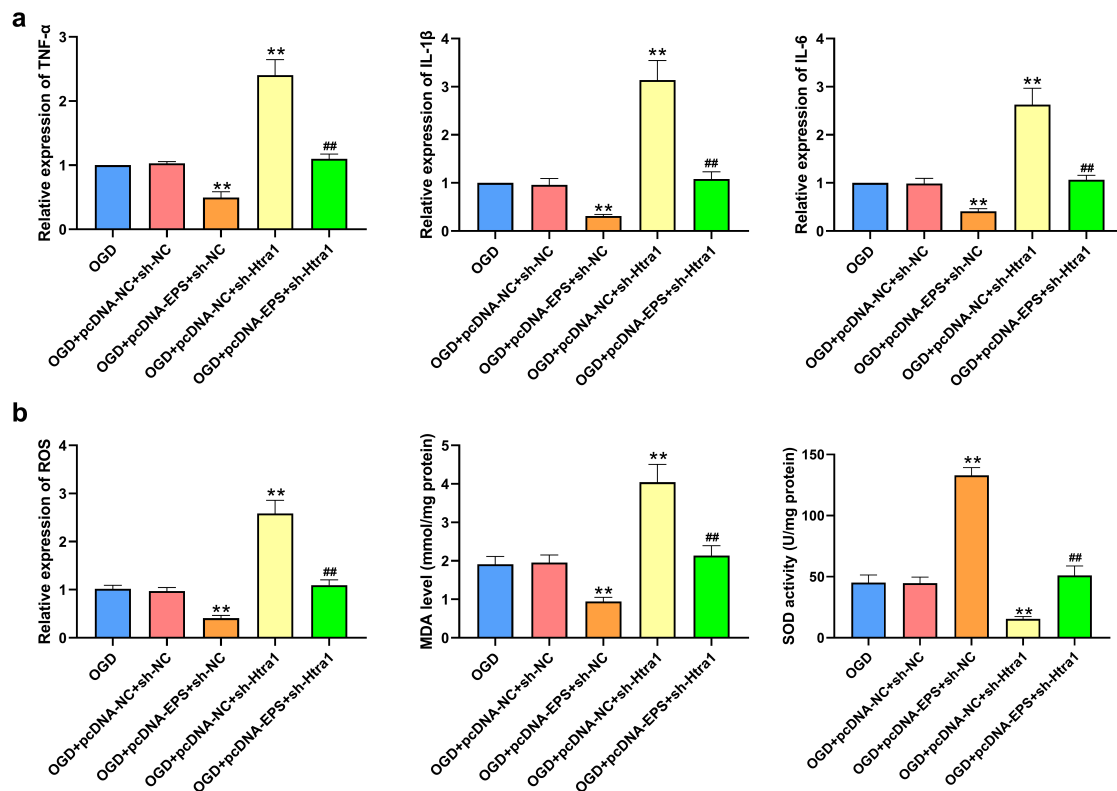 a
Relative expression of TNF-α
3
2
1
0
**
**
##
OGD
OGD+pcDNA-NC+sh-NC
OGD+pcDNA-EPS+sh-NC
OGD+pcDNA-NC+sh-Htra1
OGD+pcDNA-EPS+sh-Htra1
Relative expression of IL-1β
4
3
2
1
0
**
**
##
OGD
OGD+pcDNA-NC+sh-NC
OGD+pcDNA-EPS+sh-NC
OGD+pcDNA-NC+sh-Htra1
OGD+pcDNA-EPS+sh-Htra1
Relative expression of IL-6
4
3
2
1
0
**
**
##
OGD
OGD+pcDNA-NC+sh-NC
OGD+pcDNA-EPS+sh-NC
OGD+pcDNA-NC+sh-Htra1
OGD+pcDNA-EPS+sh-Htra1
b
Relative expression of ROS
4
3
2
1
0
**
**
##
OGD
OGD+pcDNA-NC+sh-NC
OGD+pcDNA-EPS+sh-NC
OGD+pcDNA-NC+sh-Htra1
OGD+pcDNA-EPS+sh-Htra1
MDA level (mmol/mg protein)
5
4
3
2
1
0
**
**
##
OGD
OGD+pcDNA-NC+sh-NC
OGD+pcDNA-EPS+sh-NC
OGD+pcDNA-NC+sh-Htra1
OGD+pcDNA-EPS+sh-Htra1
SOD activity (U/mg protein)
150
100
50
0
**
**
##
OGD
OGD+pcDNA-NC+sh-NC
OGD+pcDNA-EPS+sh-NC
OGD+pcDNA-NC+sh-Htra1
OGD+pcDNA-EPS+sh-Htra1